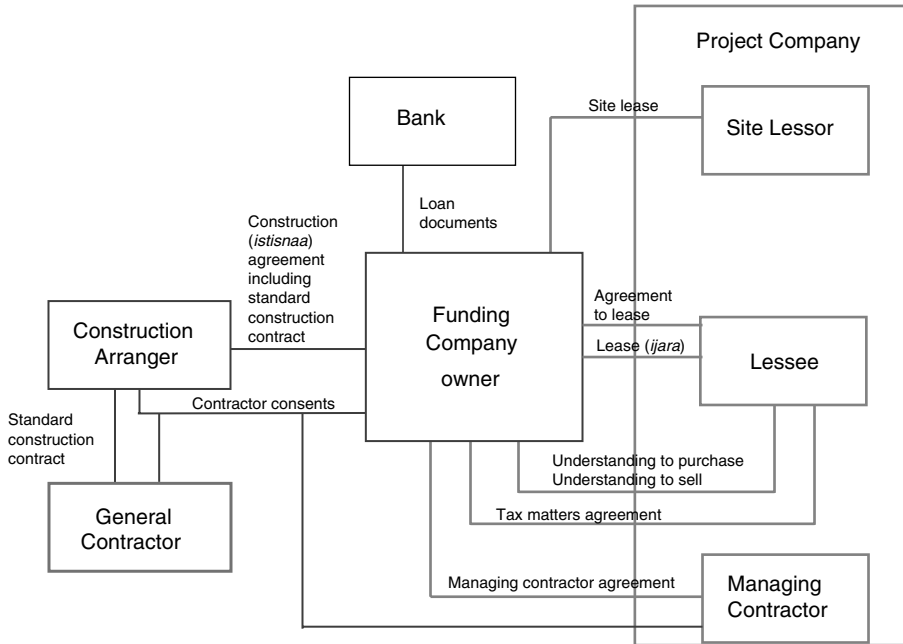 Project Company
Bank
Site lease
Site Lessor
Loan
documents
Construction
(istisnaa)
agreement
including
standard
construction
contract
Construction
Arranger
Funding
Company
owner
Agreement
to lease
Lease (ijara)
Lessee
Contractor consents
Standard
construction
contract
Understanding to purchase
Understanding to sell
General
Contractor
Tax matters agreement
Managing contractor agreement
Managing
Contractor